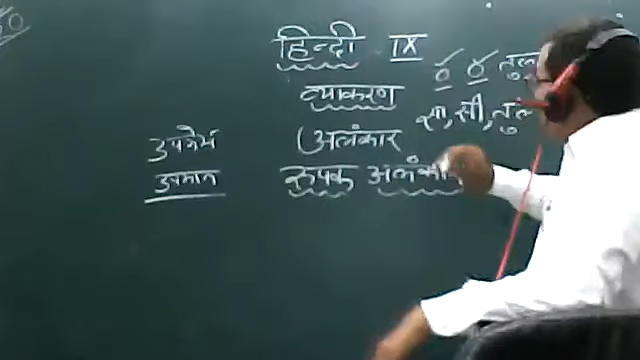 हिन्दी IX
व्याकरण
सा, सी,
उपमेय (अलंकार
उपमान रूपक अलंकार